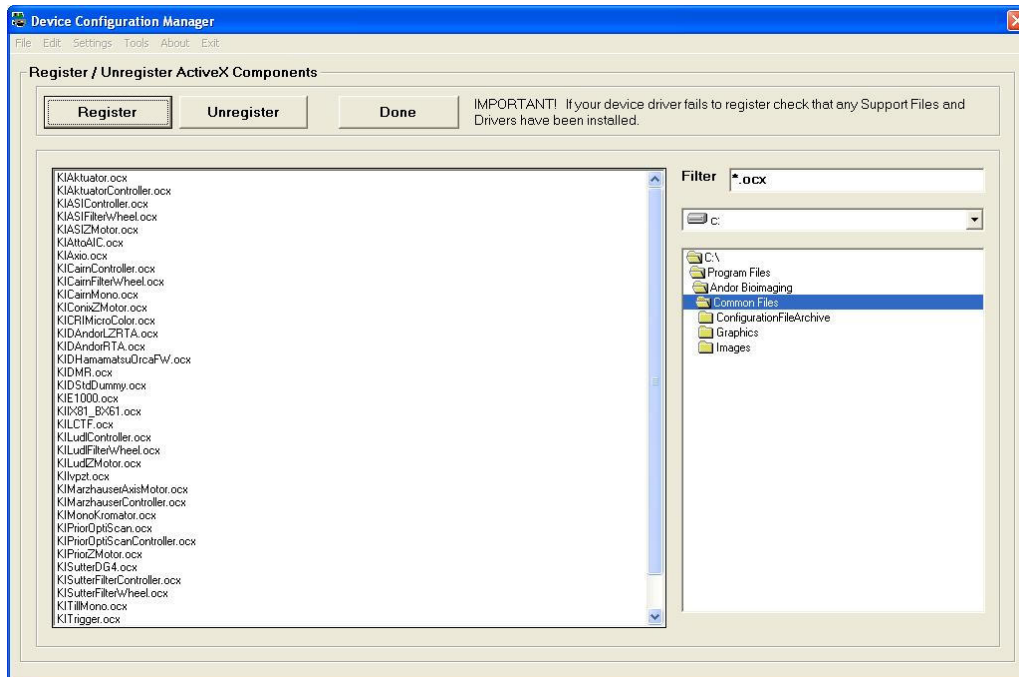 Device Configuration Manager
File Edit Settings Tools About Exit
Register / Unregister ActiveX Components
Register Unregister Done
IMPORTANT! If your device driver fails to register check that any Support Files and
Drivers have been installed.
KIAktuator.ocx
KIAktuatorController.ocx
KIASIController.ocx
KIASIFilterWheel.ocx
KIASIZMotor.ocx
KIAttoAIC.ocx
KIAxio.ocx
KICairnController.ocx
KICairnFilterWheel.ocx
KICairnMono.ocx
KIConixZMotor.ocx
KICRIMicroColor.ocx
KIDAndorLZRTA.ocx
KIDAndorRTA.ocx
KIDHamamatsuOrcaFW.ocx
KIDMR.ocx
KIDStdDummy.ocx
KIE1000.ocx
KIIX81_BX61.ocx
KILCTF.ocx
KILudlController.ocx
KILudlFilterWheel.ocx
KILudlZMotor.ocx
KIlvpzt.ocx
KIMarzhauserAxisMotor.ocx
KIMarzhauserController.ocx
KIMonoKromator.ocx
KIPriorOptiScan.ocx
KIPriorOptiScanController.ocx
KIPriorZMotor.ocx
KISutterDG4.ocx
KISutterFilterController.ocx
KISutterFilterWheel.ocx
KITillMono.ocx
KITrigger.ocx
Filter *.ocx
c:
C:\
Program Files
Andor Bioimaging
Common Files
ConfigurationFileArchive
Graphics
Images